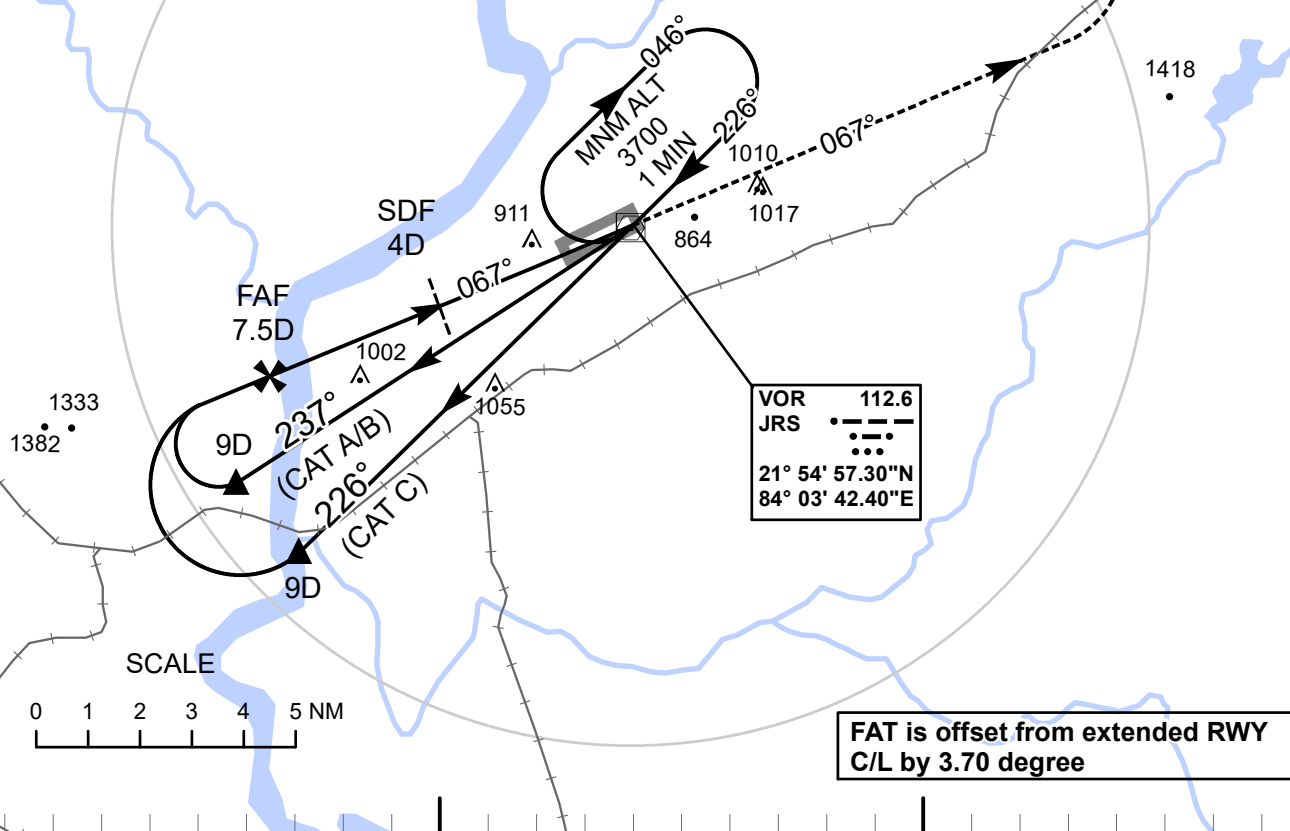 046°
MNM ALT
3700
1 MIN
226°
1418
067°
1010
1017
864
SDF
4D
911
067°
FAF
7.5D
1002
1055
1333
1382
9D
237°
(CAT A/B)
226°
(CAT C)
9D
VOR 112.6
JRS
21° 54' 57.30"N
84° 03' 42.40"E
SCALE
0 1 2 3 4 5 NM
FAT is offset from extended RWY
C/L by 3.70 degree